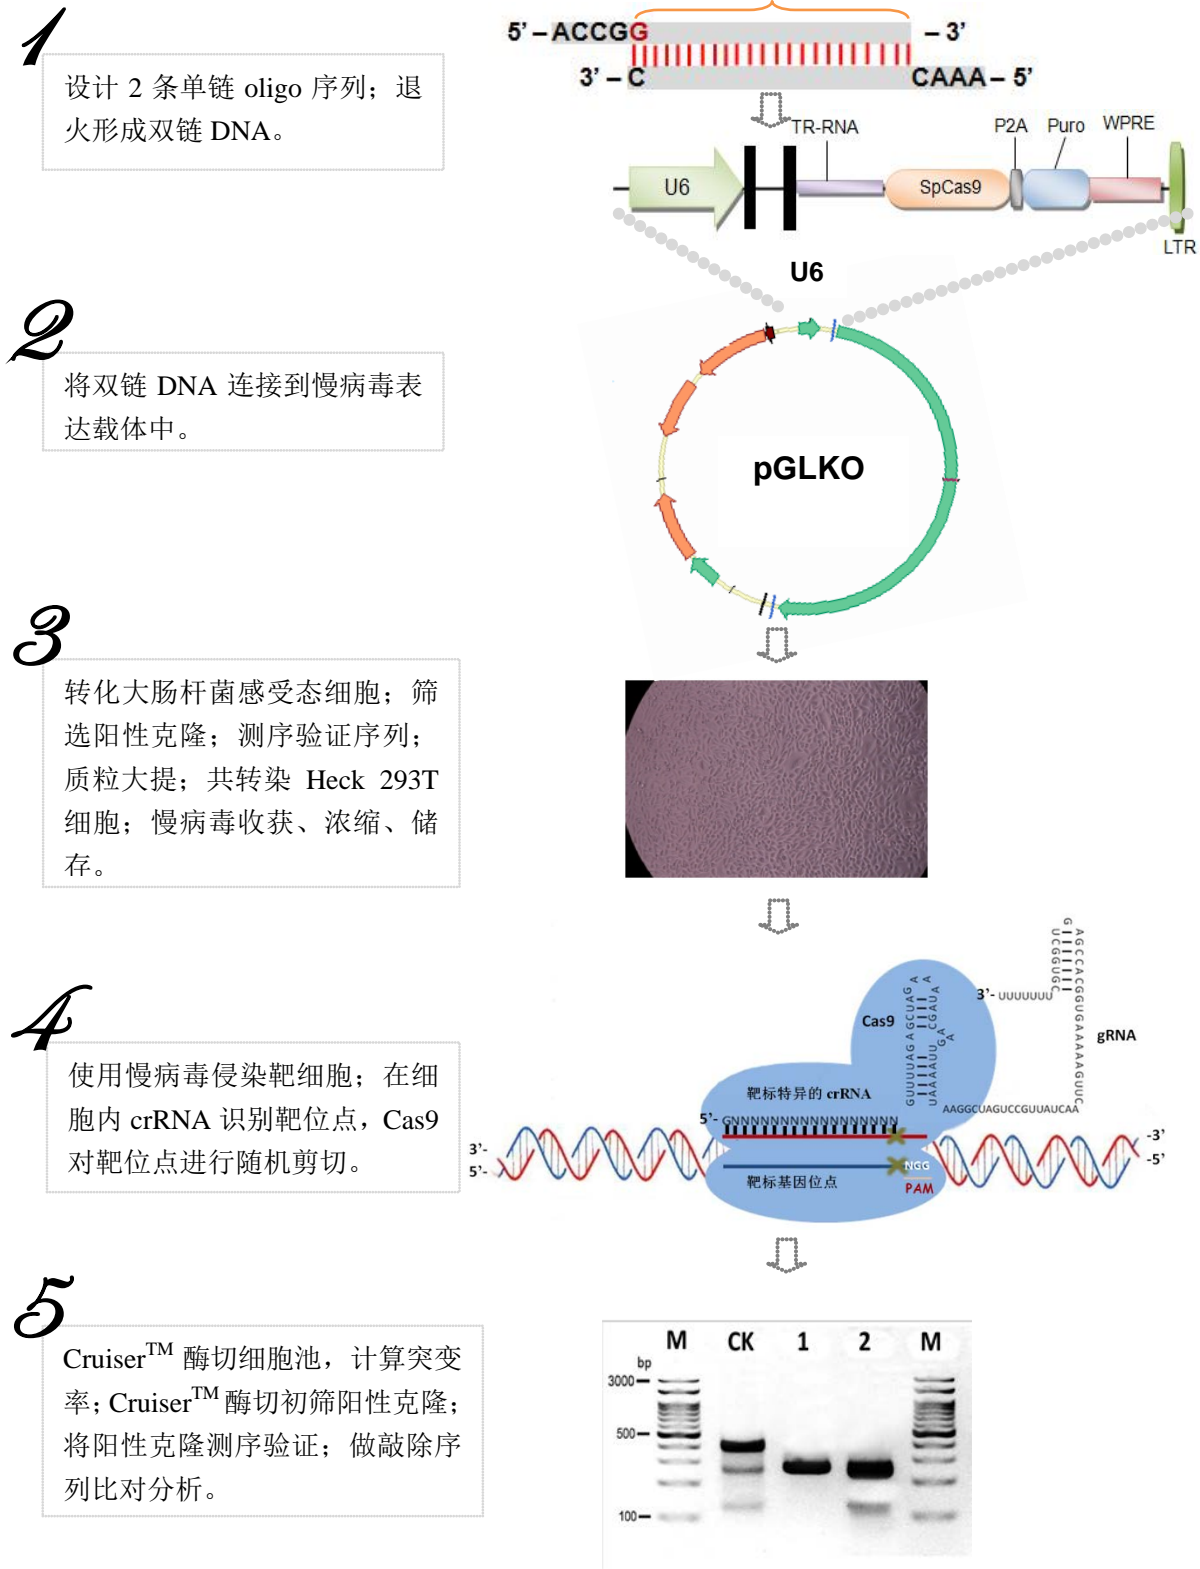 1
设计 2 条单链 oligo 序列；退
火形成双链 DNA。
5’ – ACCGG – 3’
3’ – C CAAA – 5’
TR-RNA P2A Puro WPRE
U6 SpCas9
LTR
U6
2
将双链 DNA 连接到慢病毒表
达载体中。
pGLKO
3
转化大肠杆菌感受态细胞；筛
选阳性克隆；测序验证序列；
质粒大提；共转染 Heck 293T
细胞；慢病毒收获、浓缩、储
存。
4
使用慢病毒侵染靶细胞；在细
胞内 crRNA 识别靶位点，Cas9
对靶位点进行随机剪切。
Cas9
GUUUUAGAGCUAGA
A
UAAAAUU
GA
A
CGAUA
A
3’- UUUUUUU
CGUGGCU
G
AGCCACGGUGAAAAAGUUC
gRNA
AAGGCUAGUCCGUUAUCAA
靶标特异的 crRNA
5’- GNNNNNNNNNNNNNNNNNNN
3’-
5’-
-3’
-5’
NGG
靶标基因位点
PAM
5
Cruiser™ 酶切细胞池，计算突变
率；Cruiser™ 酶切初筛阳性克隆；
将阳性克隆测序验证；做敲除序
列比对分析。
M CK 1 2 M
bp
3000
500
100